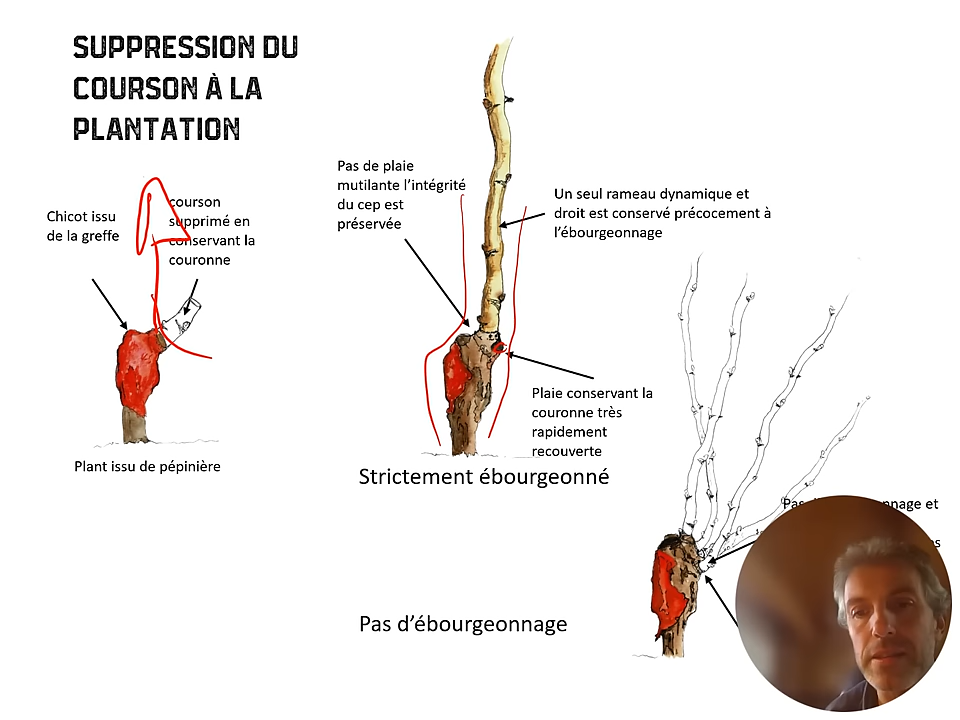 SUPPRESSION DU
COURSON À LA
PLANTATION
Chicot issu
de la greffe
courson
supprimé en
conservant la
couronne
Plant issu de pépinière
Pas de plaie
mutilante l'intégrité
du cep est
préservée
Un seul rameau dynamique et
droit est conservé précocement à
l'ébourgeonnage
Plaie conservant la
couronne très
rapidement
recouverte
Strictement ébourgeonné
Pas et
Pas d'ébourgeonnage